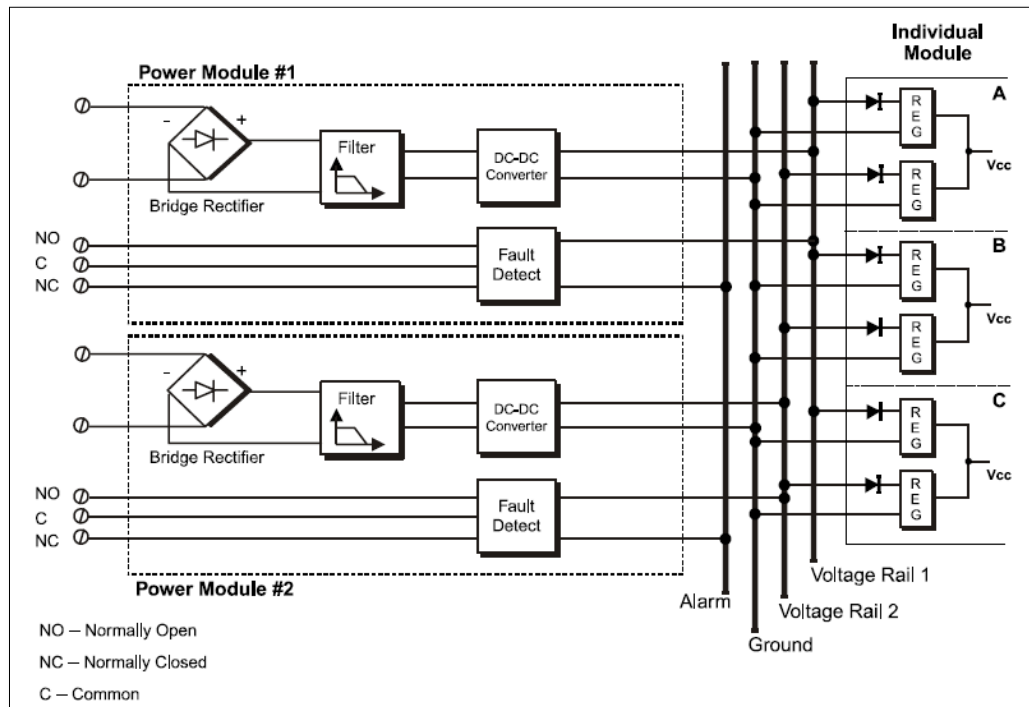 Individual
Module
Power Module #1
A
- +
Filter
DC-DC
Converter
Bridge Rectifier
R
E
G
R
E
G
Vcc
NO
C
NC
Fault
Detect
B
R
E
G
R
E
G
Vcc
- +
Filter
DC-DC
Converter
Bridge Rectifier
C
R
E
G
R
E
G
Vcc
NO
C
NC
Fault
Detect
Power Module #2
Voltage Rail 1
Alarm
Voltage Rail 2
Ground
NO – Normally Open
NC – Normally Closed
C – Common